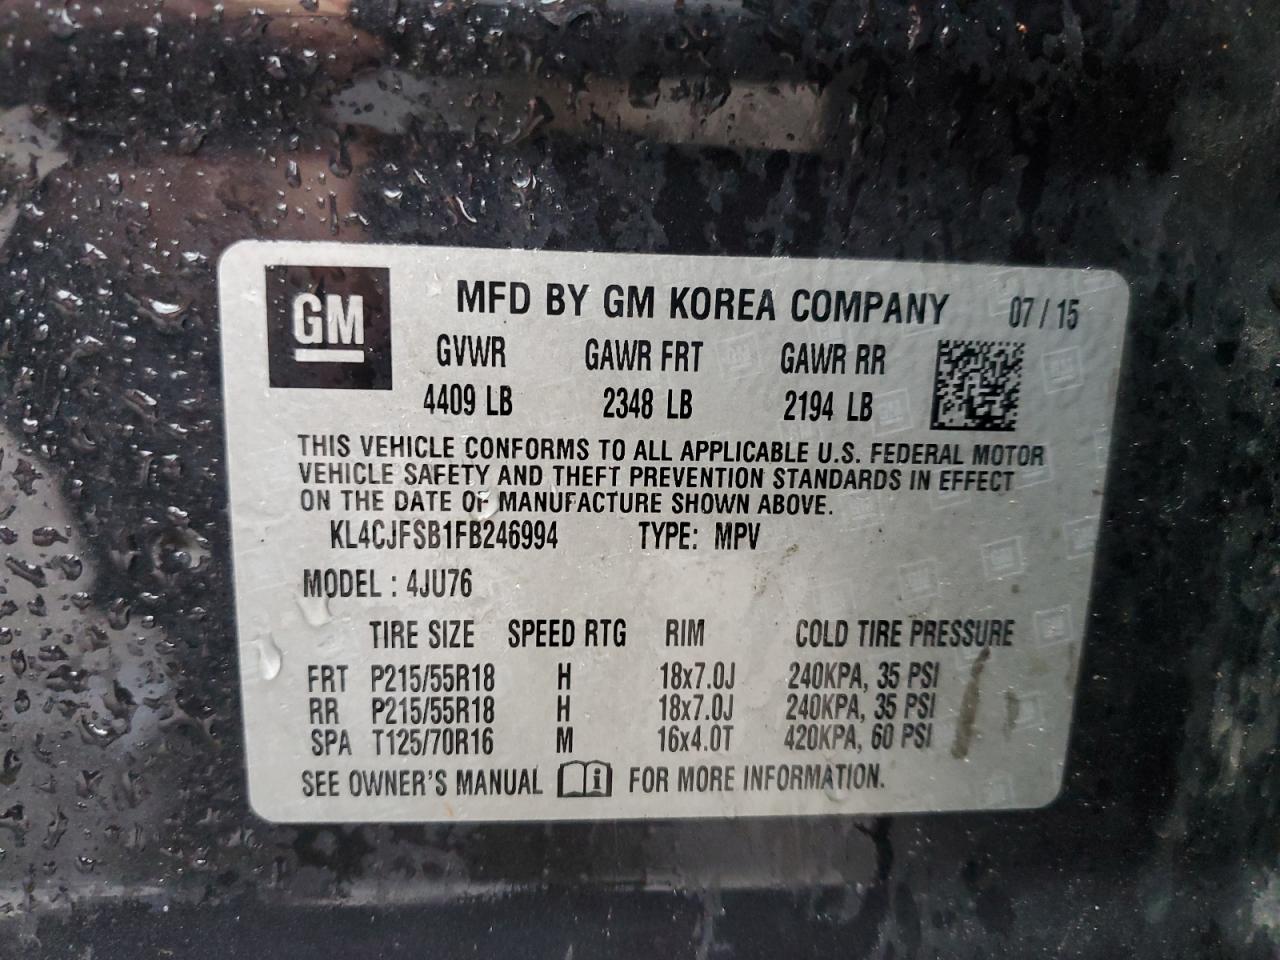 GM
MFD BY GM KOREA COMPANY 07 / 15
GVWR GAWR FRT GAWR RR
4409 LB 2348 LB 2194 LB
THIS VEHICLE CONFORMS TO ALL APPLICABLE U.S. FEDERAL MOTOR
VEHICLE SAFETY AND THEFT PREVENTION STANDARDS IN EFFECT
ON THE DATE OF MANUFACTURE SHOWN ABOVE.
KL4CJFSB1FB246994 TYPE: MPV
MODEL : 4JU76
TIRE SIZE SPEED RTG RIM COLD TIRE PRESSURE
FRT P215/55R18 H 18x7.0J 240KPA, 35 PSI
RR P215/55R18 H 18x7.0J 240KPA, 35 PSI
SPA T125/70R16 M 16x4.0T 420KPA, 60 PSI
SEE OWNER'S MANUAL i FOR MORE INFORMATION.